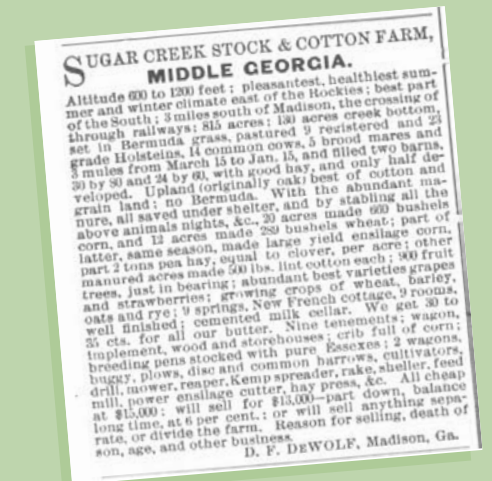 SUGAR CREEK STOCK & COTTON FARM,
MIDDLE GEORGIA.
Altitude 600 to 1200 feet; pleasantest, healthiest sum-
mer and winter climate east of the Rockies; best part
of the South; 3 miles south of Madison, the crossing of
through railways; 815 acres; 130 acres creek bottom,
set in Bermuda grass, pastured 9 registered and 23
grade Holsteins, 14 common cows, 5 brood mares and
3 mules from March 15 to Jan. 15, and filled two barns,
30 by 80 and 24 by 60, with good hay, and only half de-
veloped. Upland (originally oak) best of cotton and
grain land; no Bermuda. With the abundant ma-
nure, all saved under shelter, and by stabling all the
above animals nights, &c., 20 acres made 660 bushels
corn, and 12 acres made 289 bushels wheat; part of
latter, same season, made large yield ensilage corn,
part 2 tons pea hay, equal to clover, per acre; other
manured acres made 500 lbs. lint cotton each; 900 fruit
trees, just in bearing; abundant best varieties grapes
and strawberries; growing crops of wheat, barley,
oats and rye; 9 springs. New French cottage, 9 rooms,
well finished; cemented milk cellar. We get 30 to
35 cts. for all our butter. Nine tenements; wagon,
implement, wood and storehouses; crib full of corn;
breeding pens stocked with pure Essexes; 2 wagons,
buggy, plows, disc and common harrows, cultivators,
drill, mower, reaper, Kemp spreader, rake, sheller, feed
mill, power ensilage cutter, hay press, &c. All cheap
at $15,000; will sell for $13,000—part down, balance
long time, at 6 per cent.; or will sell anything sepa-
rate, or divide the farm. Reason for selling, death of
son, age, and other business.
D. F. DEWOLF, Madison, Ga.